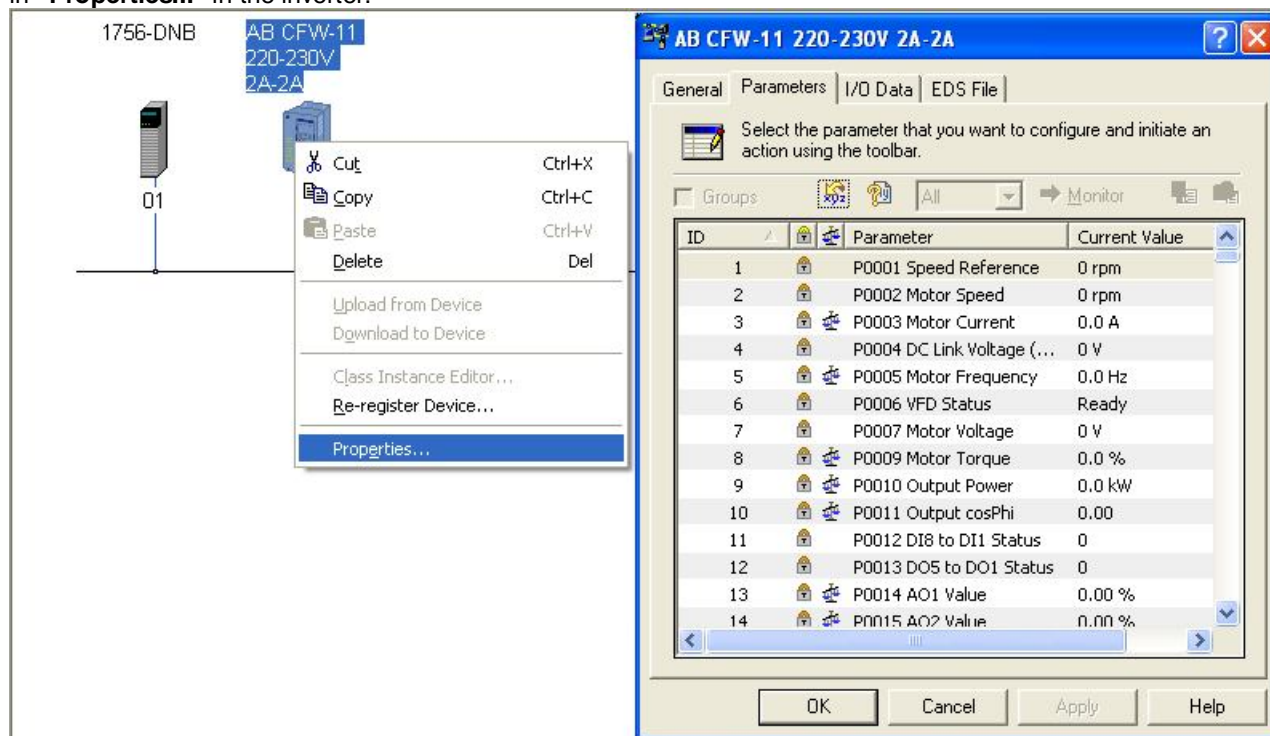 in "Properties..." in the inverter.
1756-DNB
AB CFW-11
220-230V
2A-2A
01
Cut Ctrl+X
Copy Ctrl+C
Paste Ctrl+V
Delete Del
Upload from Device
Download to Device
Class Instance Editor...
Re-register Device...
Properties...
AB CFW-11 220-230V 2A-2A
General Parameters I/O Data EDS File
Select the parameter that you want to configure and initiate an
action using the toolbar.
Groups All Monitor
ID Parameter Current Value
1 P0001 Speed Reference 0 rpm
2 P0002 Motor Speed 0 rpm
3 P0003 Motor Current 0.0 A
4 P0004 DC Link Voltage (... 0 V
5 P0005 Motor Frequency 0.0 Hz
6 P0006 VFD Status Ready
7 P0007 Motor Voltage 0 V
8 P0009 Motor Torque 0.0 %
9 P0010 Output Power 0.0 kW
10 P0011 Output cosPhi 0.00
11 P0012 DI8 to DI1 Status 0
12 P0013 DO5 to DO1 Status 0
13 P0014 AO1 Value 0.00 %
14 P0015 AO2 Value 0.00 %
OK Cancel Apply Help